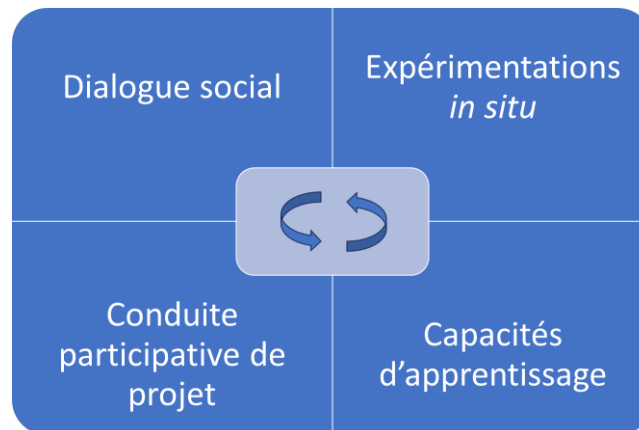 Dialogue social
Expérimentations
in situ
Conduite
participative de
projet
Capacités
d’apprentissage